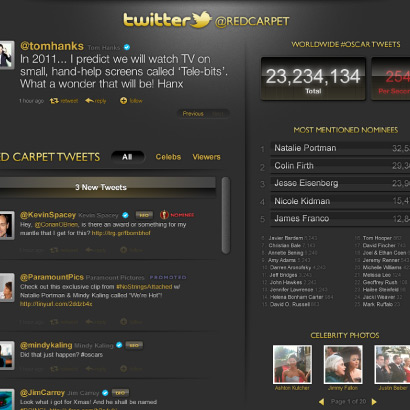 twitter @REDCARPET
@tomhanks Tom Hanks
In 2011... I predict we will watch TV on
small, hand-help screens called 'Tele-bits'.
What a wonder that will be! Hanx
1 hour ago retweet reply follow
Previous
RED CARPET TWEETS All Celebs Viewers
3 New Tweets
@KevinSpacey Kevin Spacey NOMINEE
Hey, @ConanOBrien, is there an award or something for my
mantle that I get for this?
@ParamountPics Paramount Pictures PROMOTED
Check out this exclusive clip from #NoStringsAttached w/
Natalie Portman & Mindy Kaling called 'We're Hot'!
@mindykaling Mindy Kaling
Did that just happen? #oscars
@JimCarrey Jim Carrey
Look what i got for Xmas! And he shall be named
WORLDWIDE #OSCAR TWEETS
23,234,134
Total
254
Per Secon
MOST MENTIONED NOMINEES
1 Natalie Portman 32,5
2 Colin Firth 29,3
3 Jesse Eisenberg 23,9
4 Nicole Kidman 15,4
5 James Franco 12,8
6 Javier Bardem
7 Christian Bale
8 Annette Bening
9 Amy Adams
10 Darren Aronofsky
11 Jeff Bridges
12 John Hawkes
13 Jennifer Lawrence
14 Helena Bonham Carter
15 David O. Russell
16 Tom Hooper
17 David Fincher
18 Joel & Ethan Coen
19 Jeremy Renner
20 Michelle Williams
21 Melissa Leo
22 Geoffrey Rush
23 Hailee Steinfeld
24 Jacki Weaver
25 Mark Ruffalo
CELEBRITY PHOTOS
Ashton Kutcher Jimmy Fallon Justin Bieber
Page 1 of 20